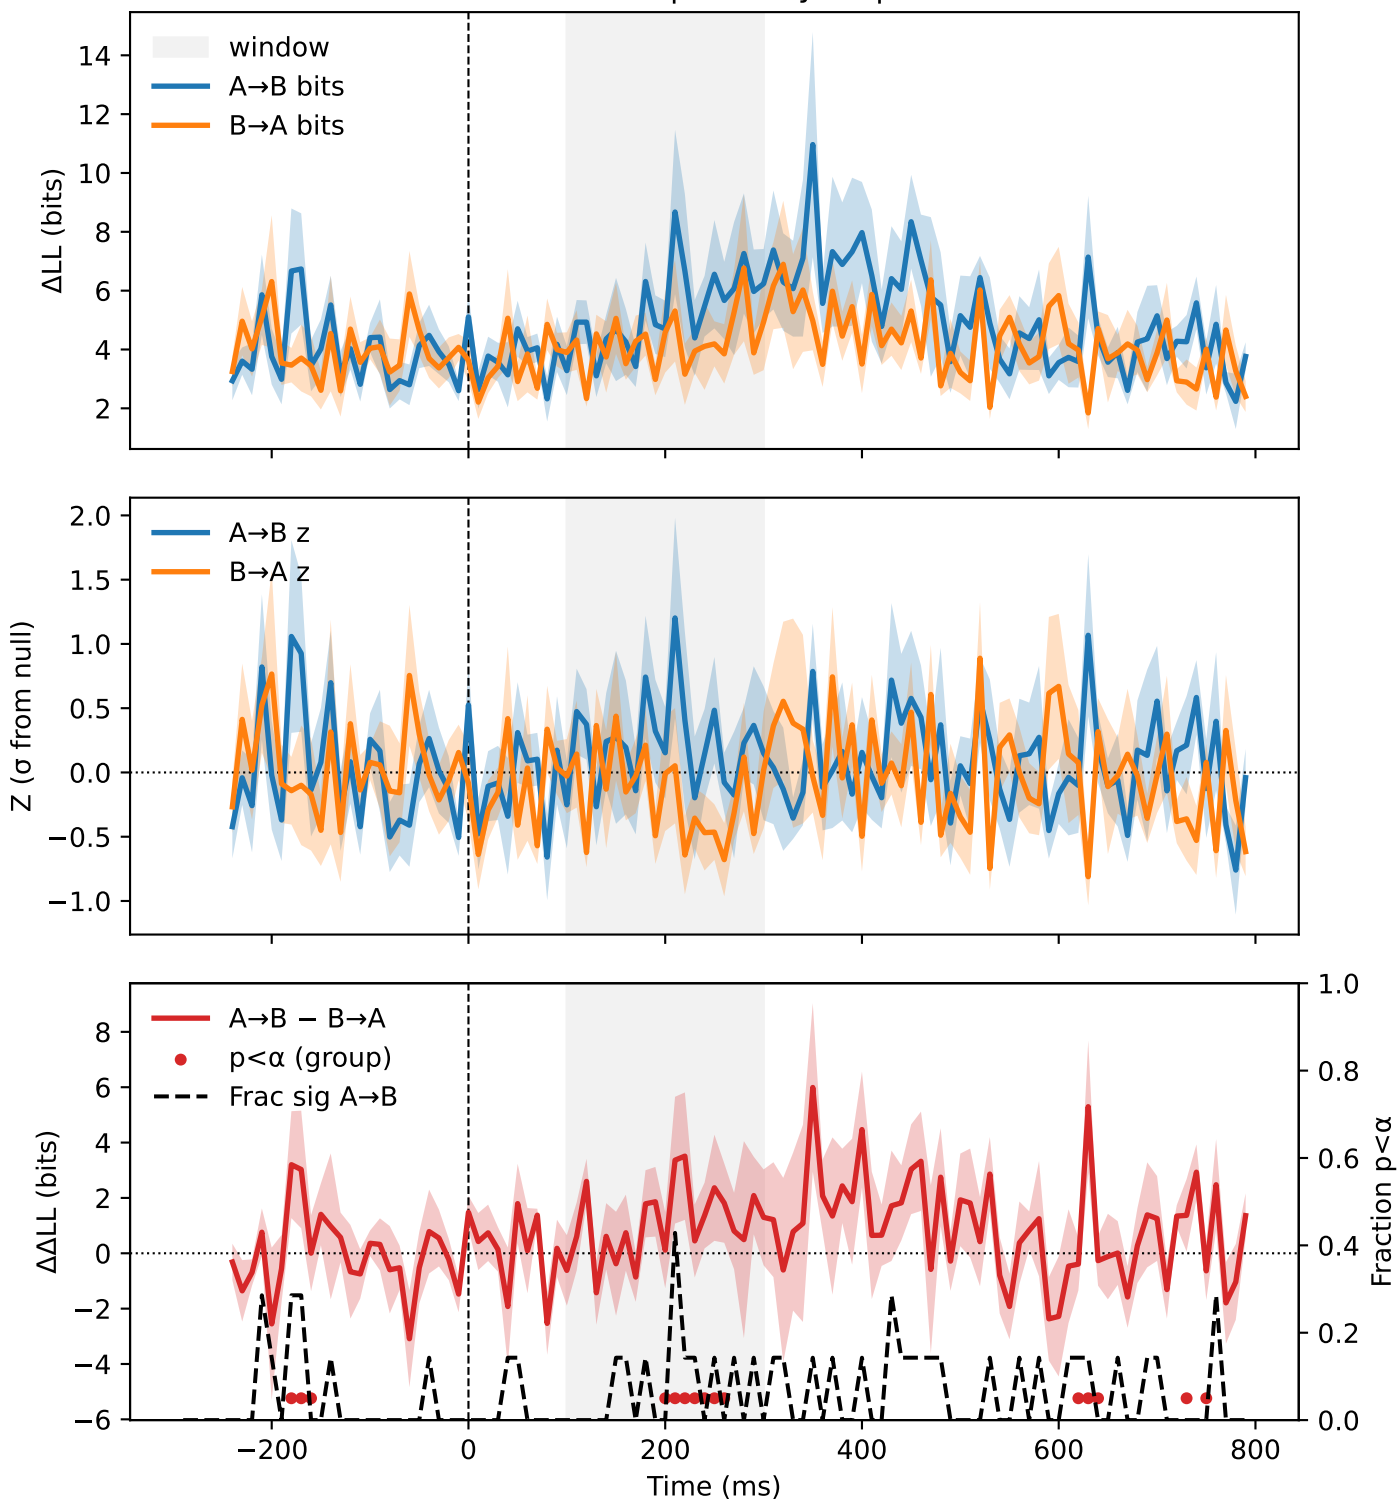 window
A→B bits
B→A bits
ΔLL (bits)
14
12
10
8
6
4
2
A→B z
B→A z
Z (σ from null)
2.0
1.5
1.0
0.5
0.0
−0.5
−1.0
A→B − B→A
p<α (group)
Frac sig A→B
ΔΔLL (bits)
8
6
4
2
0
−2
−4
−6
1.0
0.8
0.6
0.4
0.2
0.0
Fraction p<α
−200
0
200
400
600
800
Time (ms)